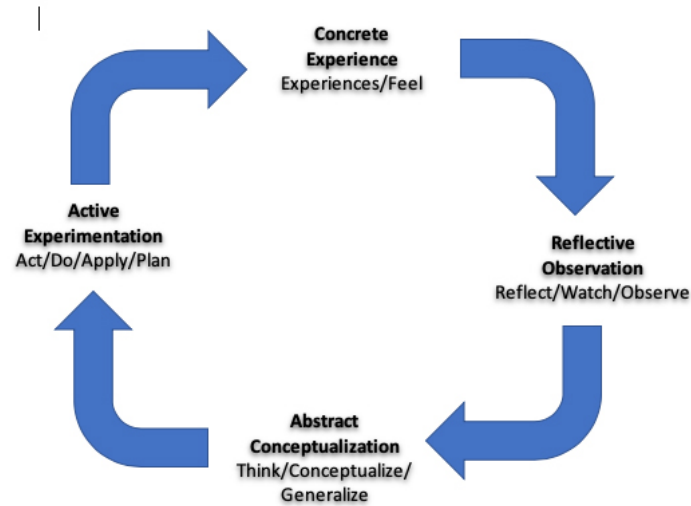 Concrete
Experience
Experiences/Feel
Reflective
Observation
Reflect/Watch/Observe
Abstract
Conceptualization
Think/Conceptualize/
Generalize
Active
Experimentation
Act/Do/Apply/Plan